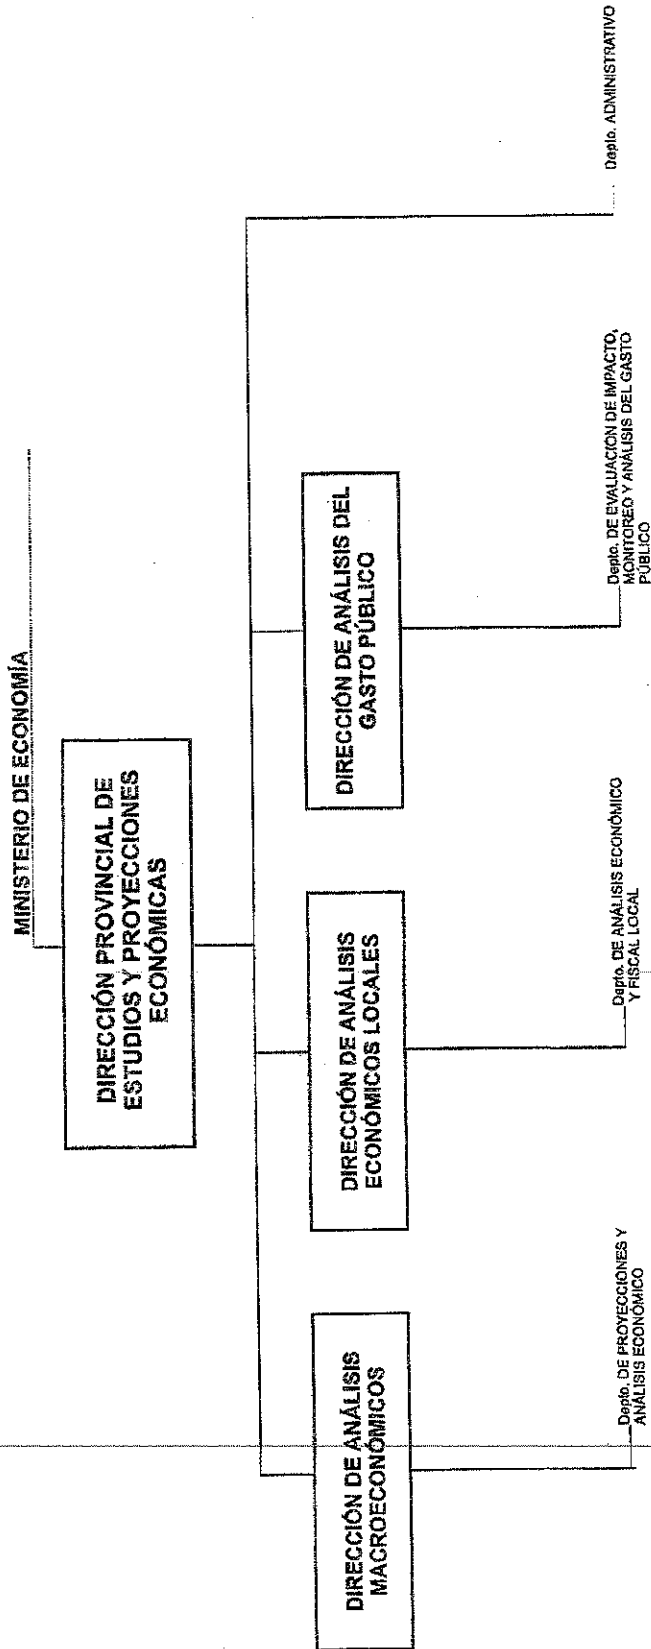 MINISTERIO DE ECONOMÍA
DIRECCIÓN PROVINCIAL DE
ESTUDIOS Y PROYECCIONES
ECONÓMICAS
DIRECCIÓN DE ANÁLISIS
MACROECONÓMICOS
DIRECCIÓN DE ANÁLISIS
ECONÓMICOS LOCALES
DIRECCIÓN DE ANÁLISIS DEL
GASTO PÚBLICO
Depto. DE PROYECCIONES Y
ANÁLISIS ECONÓMICO
Depto. DE ANÁLISIS ECONÓMICO
Y FISCAL LOCAL
Depto. DE EVALUACIÓN DE IMPACTO,
MONITOREO Y ANÁLISIS DEL GASTO
PÚBLICO
Depto. ADMINISTRATIVO